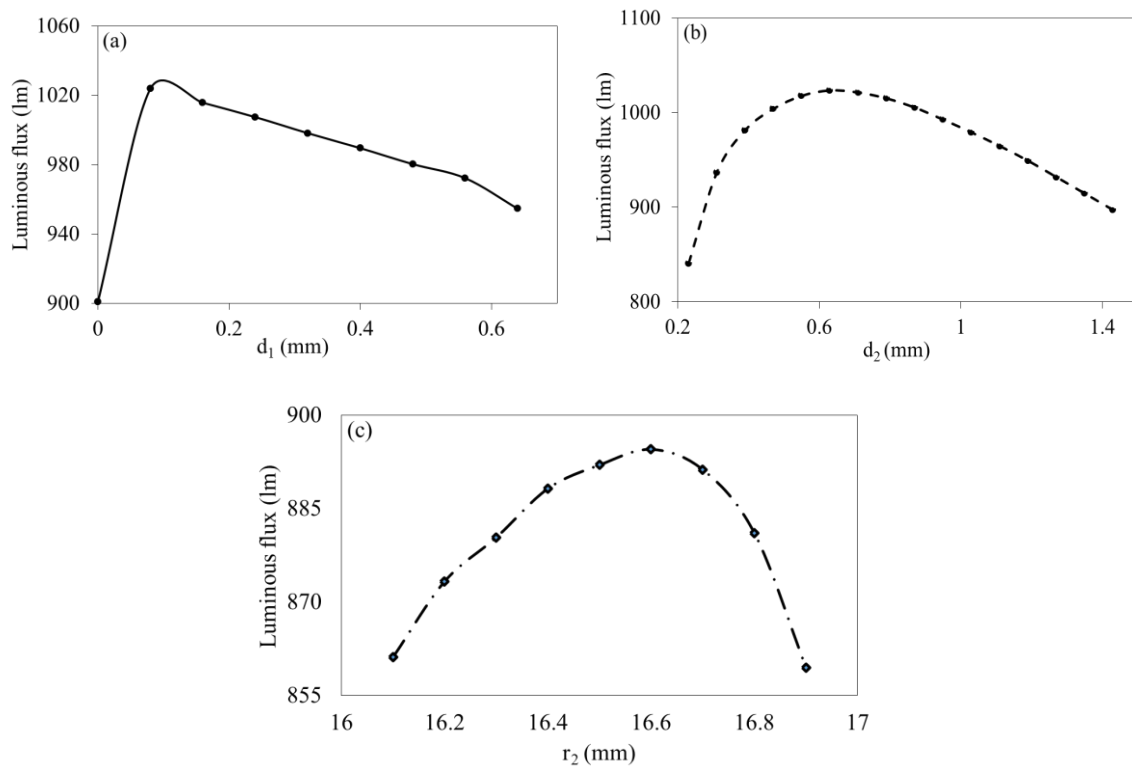 (a)
1060
1020
980
940
900
Luminous flux (lm)
0 0.2 0.4 0.6
d₁ (mm)
(b)
1100
1000
900
800
Luminous flux (lm)
0.2 0.6 1 1.4
d₂ (mm)
(c)
900
885
870
855
Luminous flux (lm)
16 16.2 16.4 16.6 16.8 17
r₂ (mm)